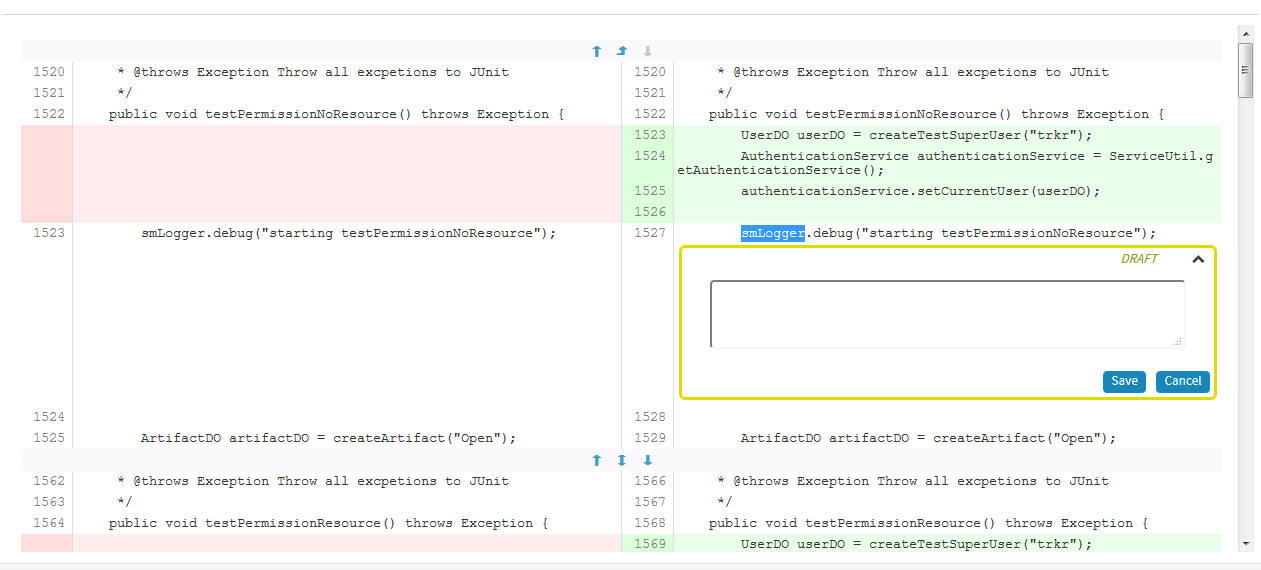 1520 * @throws Exception Throw all excpetions to JUnit 1520 * @throws Exception Throw all excpetions to JUnit
1521 */ 1521 */
1522 public void testPermissionNoResource() throws Exception { 1522 public void testPermissionNoResource() throws Exception {
1523 UserDO userDO = createTestSuperUser("trkr");
1524 AuthenticationService authenticationService = ServiceUtil.g
etAuthenticationService();
1525 authenticationService.setCurrentUser(userDO);
1526
1523 smLogger.debug("starting testPermissionNoResource"); 1527 smLogger.debug("starting testPermissionNoResource");
DRAFT
Save Cancel
1524 1528
1525 ArtifactDO artifactDO = createArtifact("Open"); 1529 ArtifactDO artifactDO = createArtifact("Open");
1562 * @throws Exception Throw all excpetions to JUnit 1566 * @throws Exception Throw all excpetions to JUnit
1563 */ 1567 */
1564 public void testPermissionResource() throws Exception { 1568 public void testPermissionResource() throws Exception {
1569 UserDO userDO = createTestSuperUser("trkr");